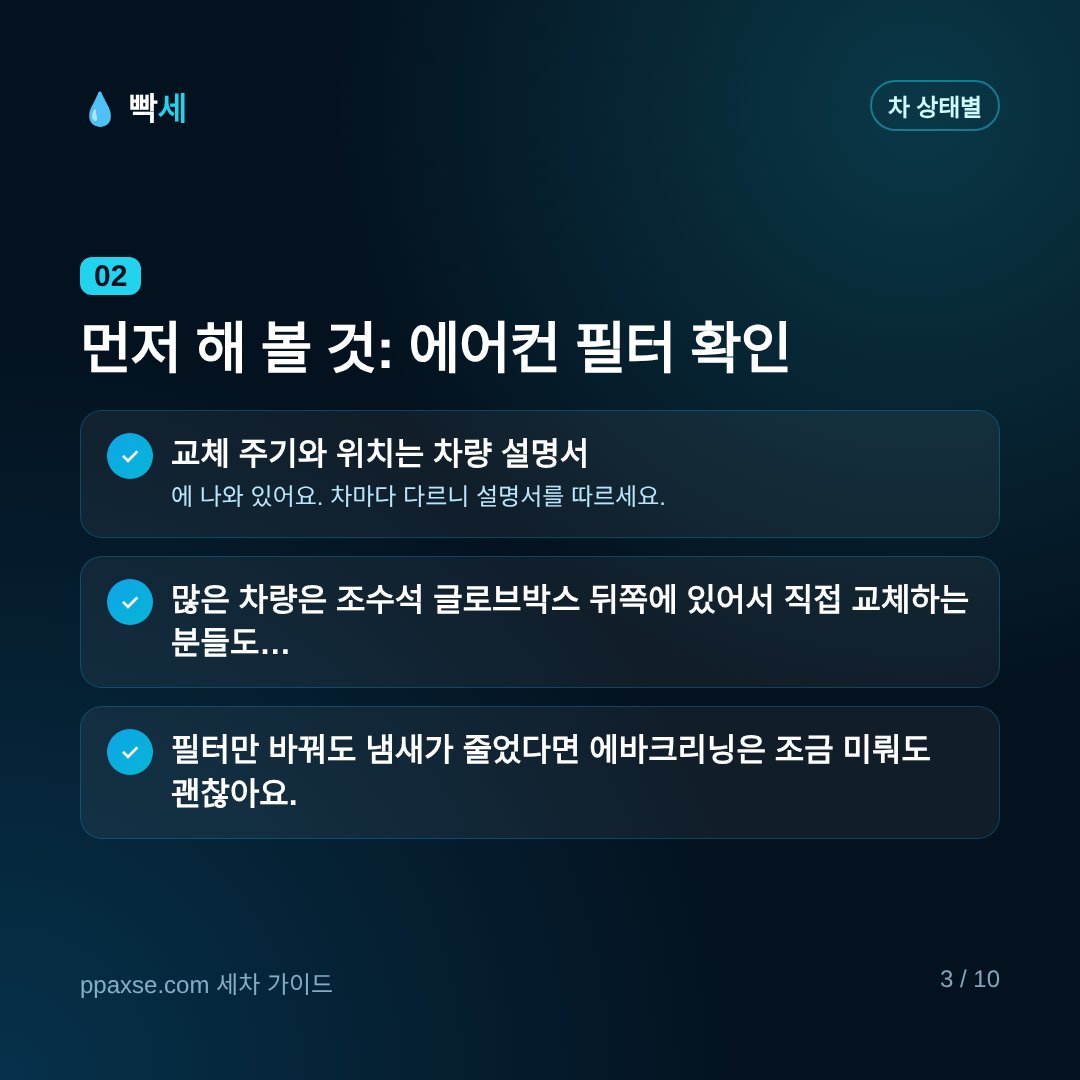 빡세
차 상태별
02
먼저 해 볼 것: 에어컨 필터 확인
교체 주기와 위치는 차량 설명서
에 나와 있어요. 차마다 다르니 설명서를 따르세요.
많은 차량은 조수석 글로브박스 뒤쪽에 있어서 직접 교체하는
분들도…
필터만 바꿔도 냄새가 줄었다면 에바크리닝은 조금 미뤄도
괜찮아요.
ppaxse.com 세차 가이드
3 / 10